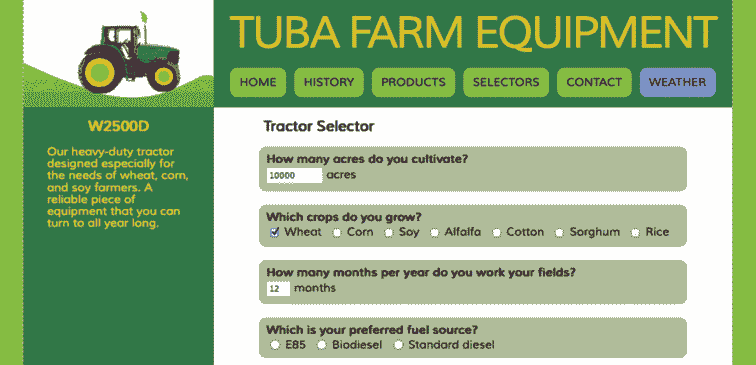 TUBA FARM EQUIPMENT
HOME HISTORY PRODUCTS SELECTORS CONTACT WEATHER
W2500D
Our heavy-duty tractor
designed especially for
the needs of wheat, corn,
and soy farmers. A
reliable piece of
equipment that you can
turn to all year long.
Tractor Selector
How many acres do you cultivate?
10000 acres
Which crops do you grow?
Wheat Corn Soy Alfalfa Cotton Sorghum Rice
How many months per year do you work your fields?
12 months
Which is your preferred fuel source?
E85 Biodiesel Standard diesel